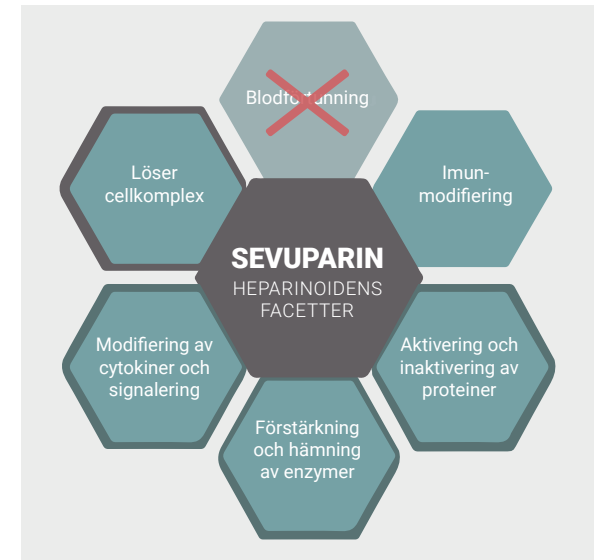 Blodförtunning
Löser
cellkomplex
Imun-
modifiering
SEVUPARIN
HEPARINOIDENS
FACETTER
Modifiering av
cytokiner och
signalering
Aktivering och
inaktivering av
proteiner
Förstärkning
och hämning
av enzymer